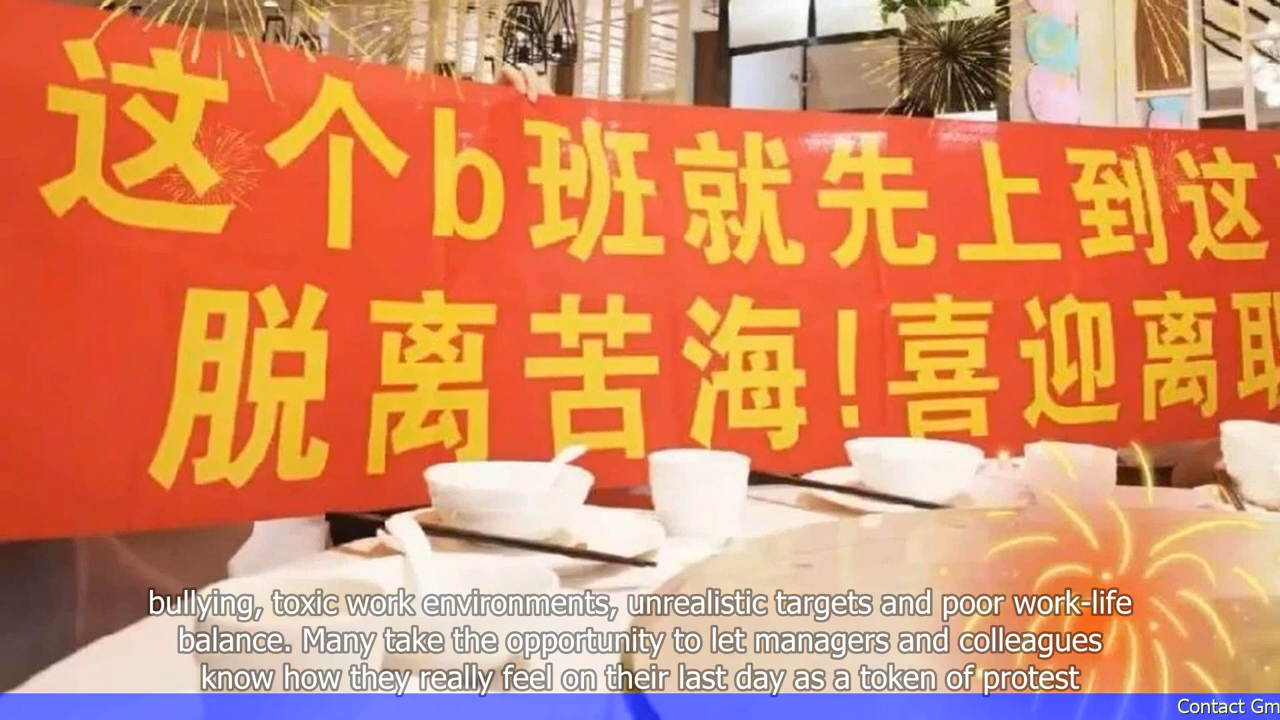 这个b班就先上到这
脱离苦海!喜迎离职
bullying, toxic work environments, unrealistic targets and poor work-life
balance. Many take the opportunity to let managers and colleagues
know how they really feel on their last day as a token of protest
Contact Gm